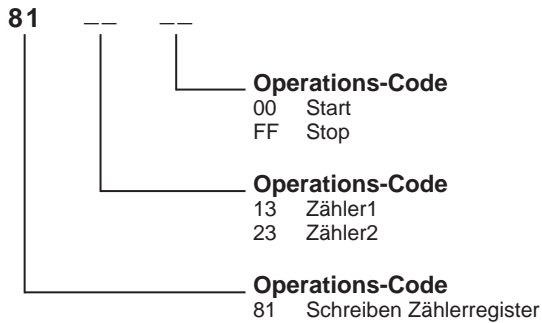 81 __ __
Operations-Code
00 Start
FF Stop
Operations-Code
13 Zähler1
23 Zähler2
Operations-Code
81 Schreiben Zählerregister